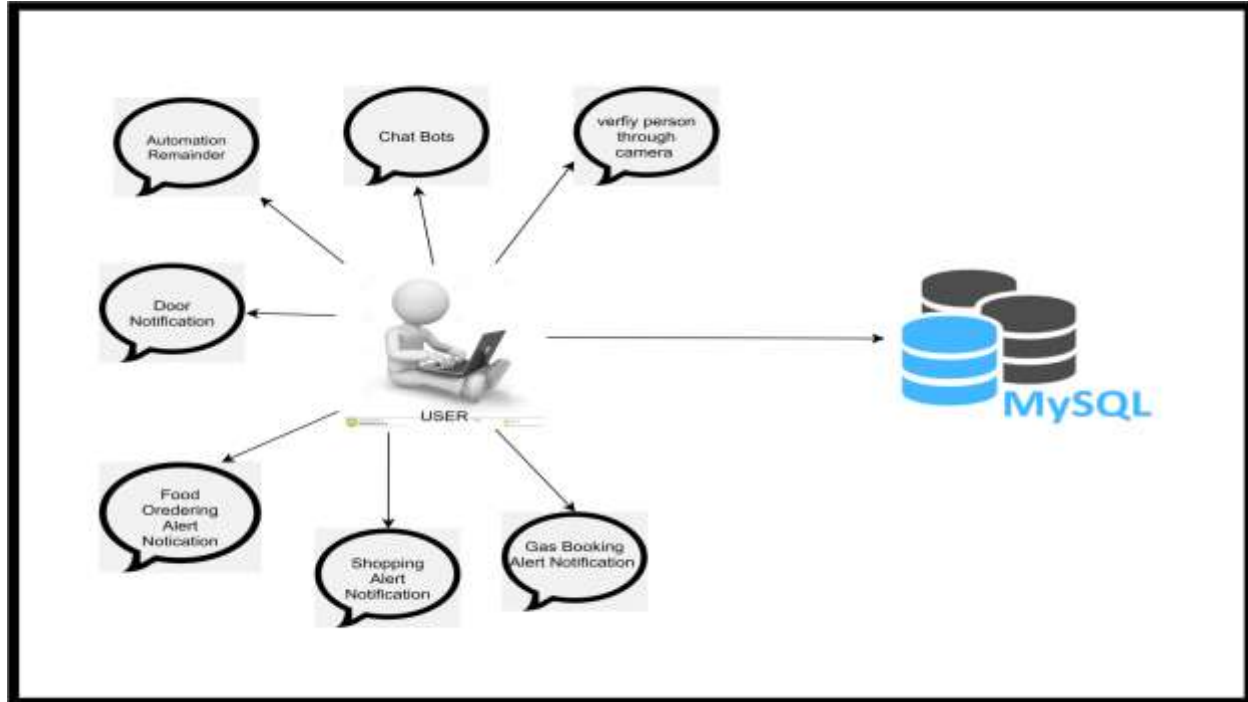 Automation
Remainder
Chat Bots
verfiy person
through
camera
Door
Notification
USER
MySQL
Food
Oredering
Alert
Notication
Shopping
Alert
Notification
Gas Booking
Alert Notification